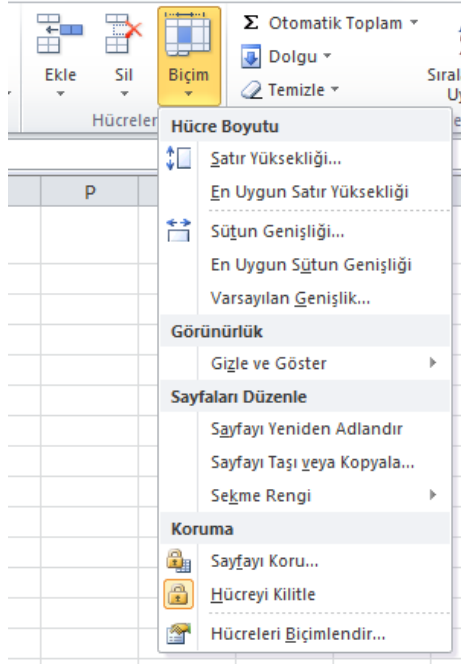 Σ Otomatik Toplam
Ekle Sil Biçim Dolgu
Temizle
Sıral
Uy
Hücreler
Hücre Boyutu
P
Satır Yüksekliği...
En Uygun Satır Yüksekliği
Sütun Genişliği...
En Uygun Sütun Genişliği
Varsayılan Genişlik...
Görünürlük
Gizle ve Göster
Sayfaları Düzenle
Sayfayı Yeniden Adlandır
Sayfayı Taşı veya Kopyala...
Sekme Rengi
Koruma
Sayfayı Koru...
Hücreyi Kilitle
Hücreleri Biçimlendir...